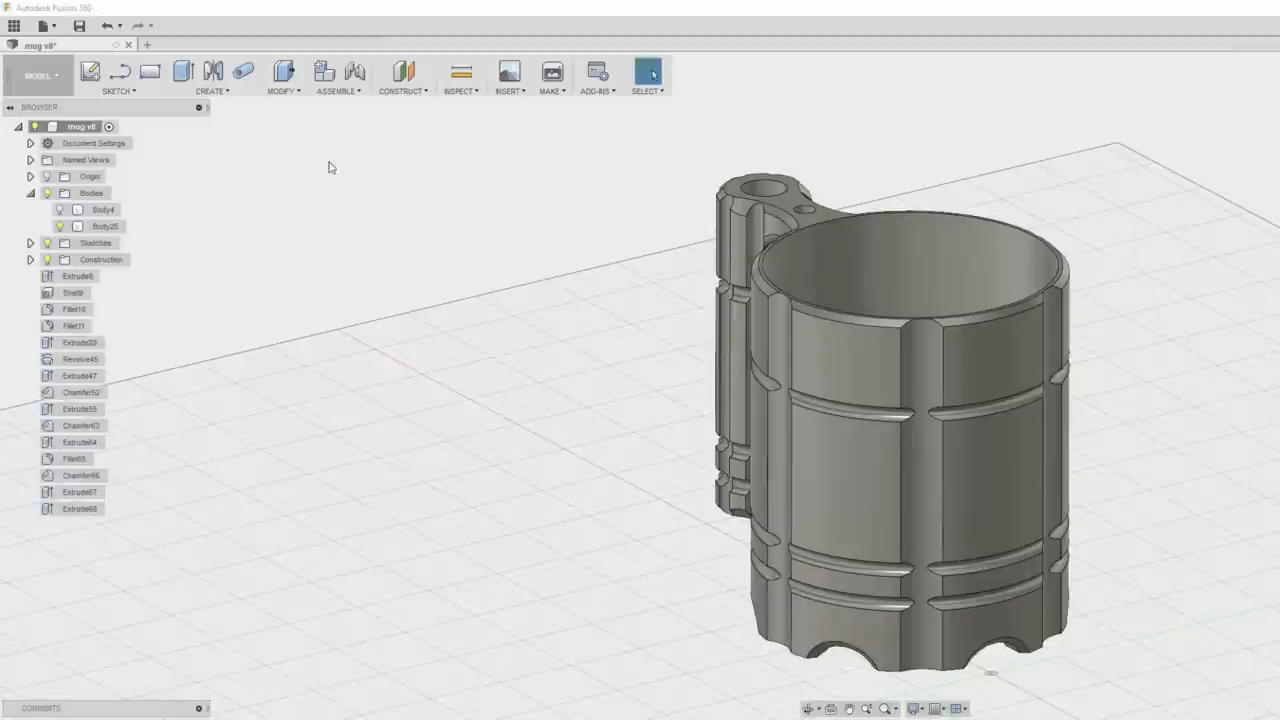 Autodesk Fusion 360
mug v8*
MODEL
SKETCH
CREATE
MODIFY
ASSEMBLE
CONSTRUCT
INSPECT
INSERT
MAKE
ADD-INS
SELECT
BROWSER
mug v8
Document Settings
Named Views
Origin
Bodies
Body4
Body25
Sketches
Construction
Extrude6
Shell9
Fillet10
Fillet11
Extrude20
Revolve45
Extrude47
Chamfer52
Extrude55
Chamfer63
Extrude64
Fillet65
Chamfer66
Extrude67
Extrude68
COMMENTS